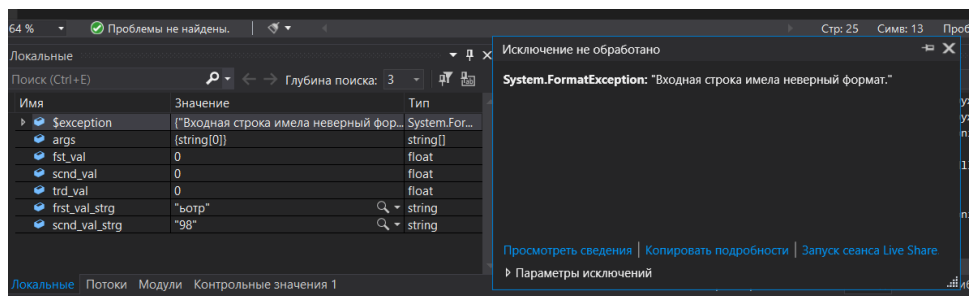 64 % Проблемы не найдены. Стр: 25 Симв: 13
Локальные
Поиск (Ctrl+E) Глубина поиска: 3
Имя Значение Тип
$exception {"Входная строка имела неверный фор... System.For...
args {string[0]} string[]
fst_val 0 float
scnd_val 0 float
trd_val 0 float
frst_val_strg "ьотр" string
scnd_val_strg "98" string
Локальные Потоки Модули Контрольные значения 1
Исключение не обработано
System.FormatException: "Входная строка имела неверный формат."
Просмотреть сведения | Копировать подробности | Запуск сеанса Live Share
Параметры исключений